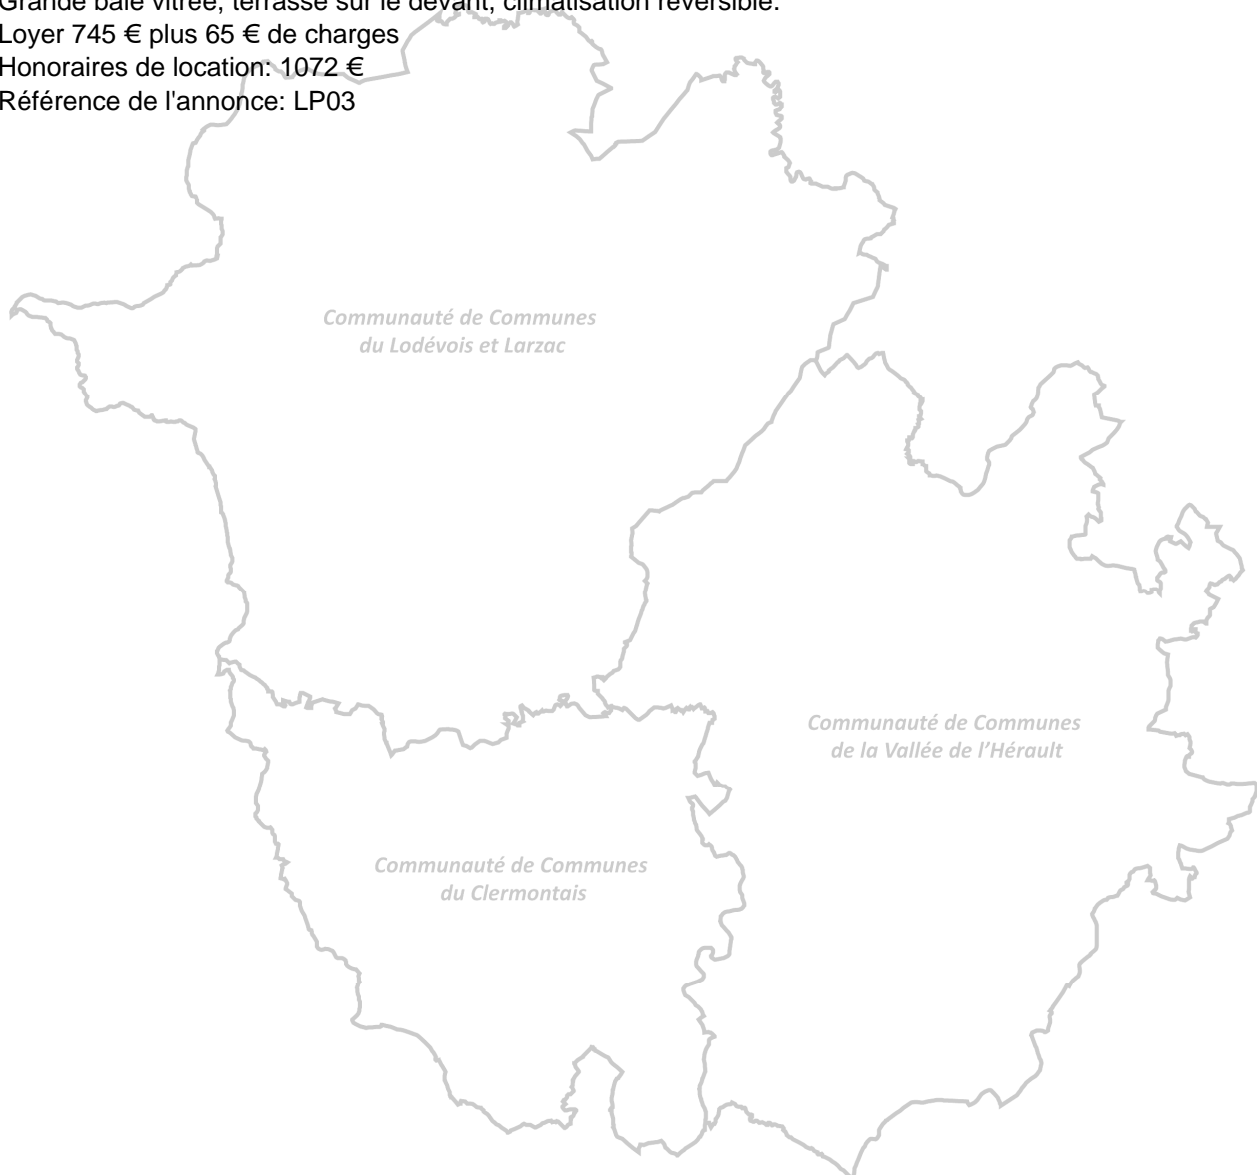 Grande baie vitrée, terrasse sur le devant, climatisation réversible.
Loyer 745 € plus 65 € de charges
Honoraires de location: 1072 €
Référence de l'annonce: LP03
Communauté de Communes
du Lodévois et Larzac
Communauté de Communes
de la Vallée de l’Hérault
Communauté de Communes
du Clermontais